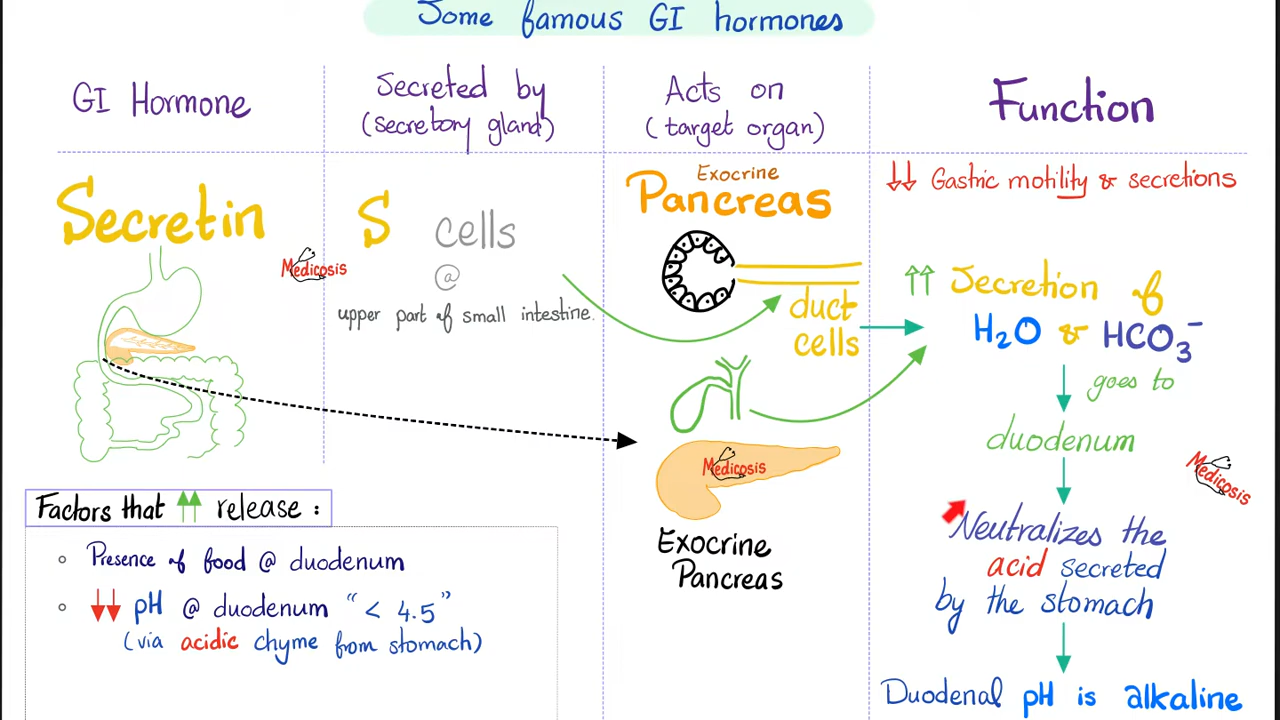 Some famous GI hormones
GI Hormone
Secreted by
(secretory gland)
Acts on
(target organ)
Function
Secretin
Medicosis
S cells
@
upper part of small intestine.
Exocrine
Pancreas
duct
cells
Medicosis
Exocrine
Pancreas
↓↓ Gastric motility & secretions
↑↑ Secretion of
H₂O & HCO₃⁻
goes to
duodenum
Medicosis
Neutralizes the
acid secreted
by the stomach
Duodenal pH is alkaline
Factors that ↑↑ release :
Presence of food @ duodenum
↓↓ pH @ duodenum "< 4.5"
(via acidic chyme from stomach)